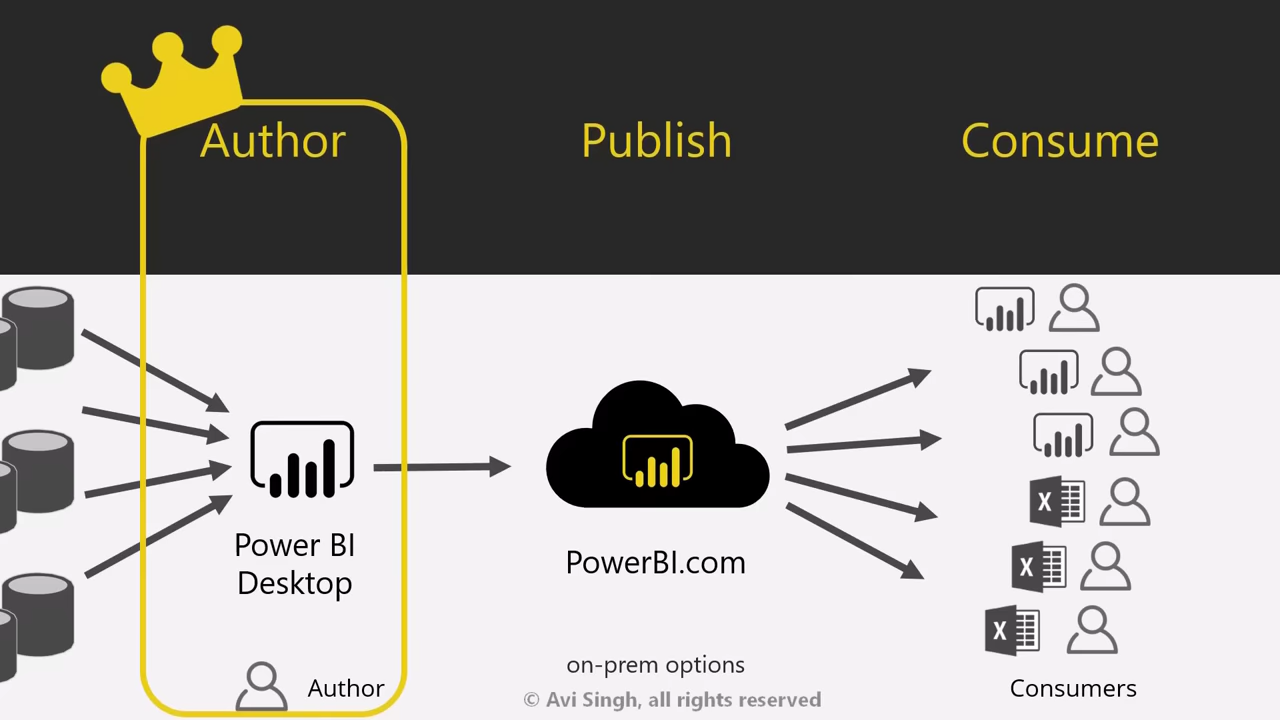 Author
Publish
Consume
Power BI
Desktop
PowerBI.com
X
X
X
on-prem options
Author
Consumers
© Avi Singh, all rights reserved